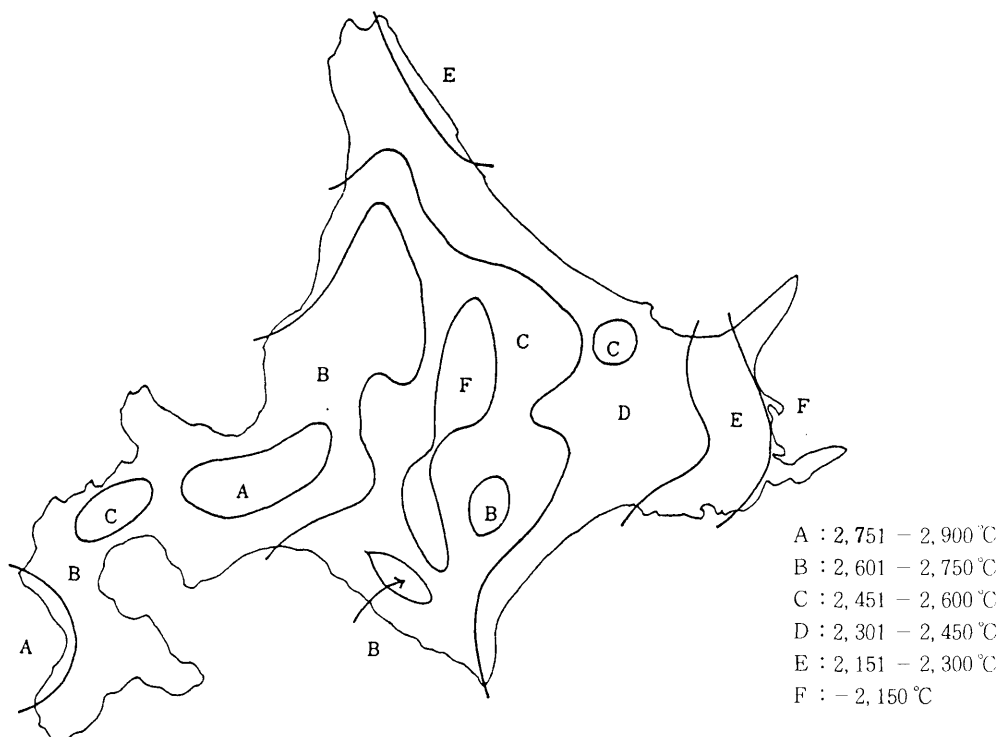 E
B
C
C
F
D
E
F
A
C
B
B
A
B
A : 2,751 − 2,900℃
B : 2,601 − 2,750℃
C : 2,451 − 2,600℃
D : 2,301 − 2,450℃
E : 2,151 − 2,300℃
F : − 2,150℃